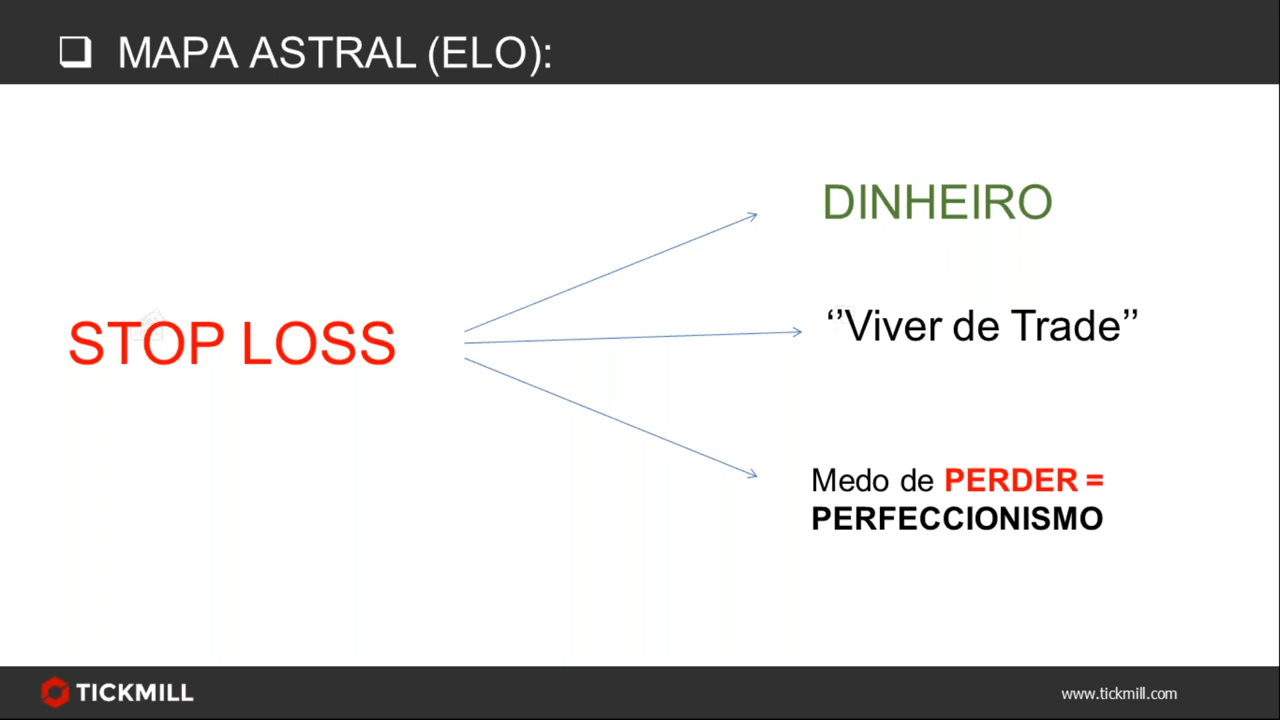 ❑ MAPA ASTRAL (ELO):
DINHEIRO
STOP LOSS
‘’Viver de Trade’’
Medo de PERDER =
PERFECCIONISMO
TICKMILL
www.tickmill.com